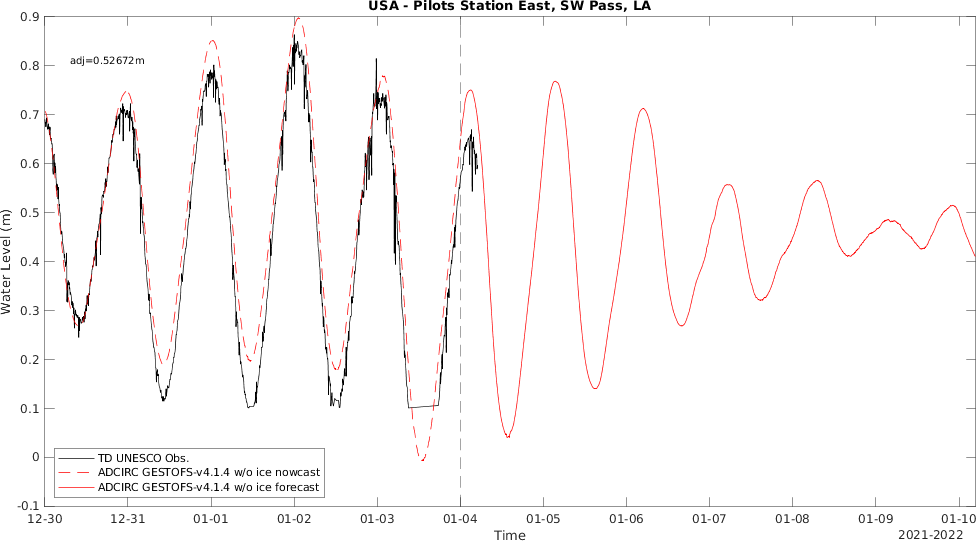 USA - Pilots Station East, SW Pass, LA
0.9
0.8
0.7
0.6
0.5
0.4
0.3
0.2
0.1
0
-0.1
Water Level (m)
adj=0.52672m
TD UNESCO Obs.
ADCIRC GESTOFS-v4.1.4 w/o ice nowcast
ADCIRC GESTOFS-v4.1.4 w/o ice forecast
12-30 12-31 01-01 01-02 01-03 01-04 01-05 01-06 01-07 01-08 01-09 01-10
Time
2021-2022